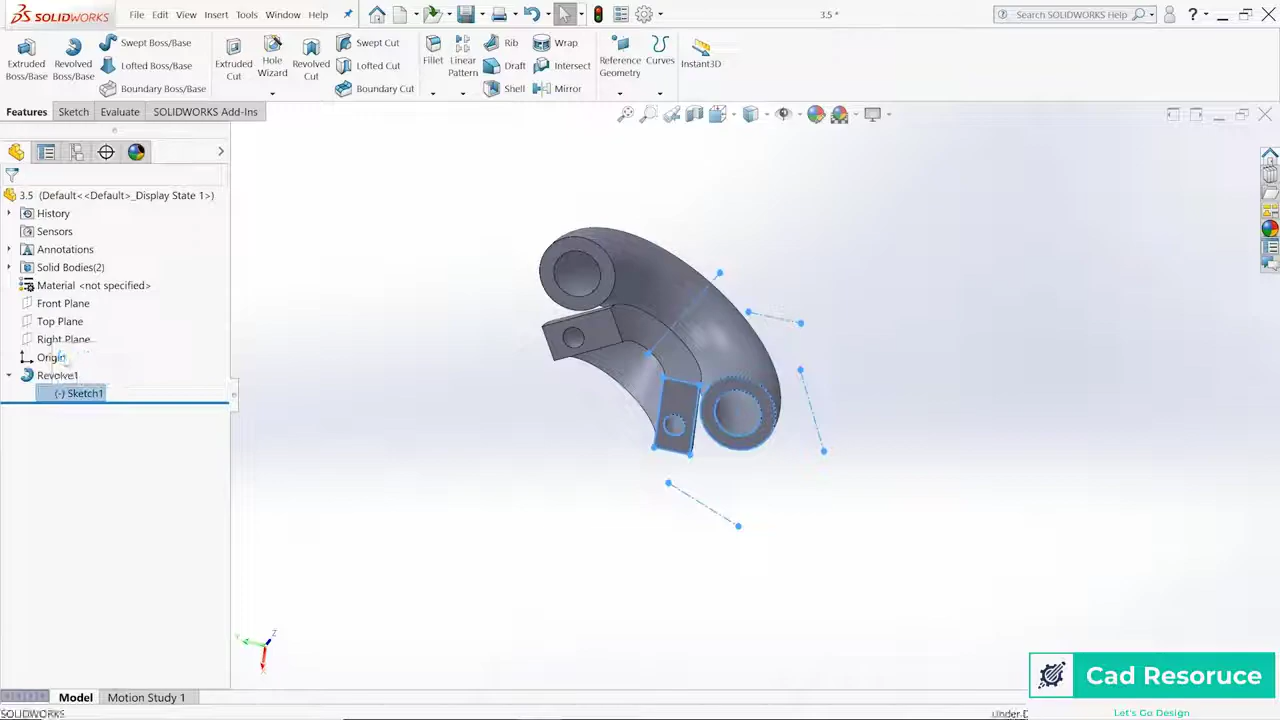 SOLIDWORKS File Edit View Insert Tools Window Help 3.5 * Search SOLIDWORKS Help ?
Extruded Boss/Base
Revolved Boss/Base
Swept Boss/Base
Lofted Boss/Base
Boundary Boss/Base
Extruded Cut
Hole Wizard
Revolved Cut
Swept Cut
Lofted Cut
Boundary Cut
Fillet
Linear Pattern
Rib
Draft
Shell
Wrap
Intersect
Mirror
Reference Geometry
Curves
Instant3D
Features Sketch Evaluate SOLIDWORKS Add-Ins
3.5 (Default<<Default>_Display State 1>)
History
Sensors
Annotations
Solid Bodies(2)
Material <not specified>
Front Plane
Top Plane
Right Plane
Origin
Revolve1
(-) Sketch1
Z
Cad Resoruce
Let's Go Design
Model Motion Study 1
SOLIDWORKS